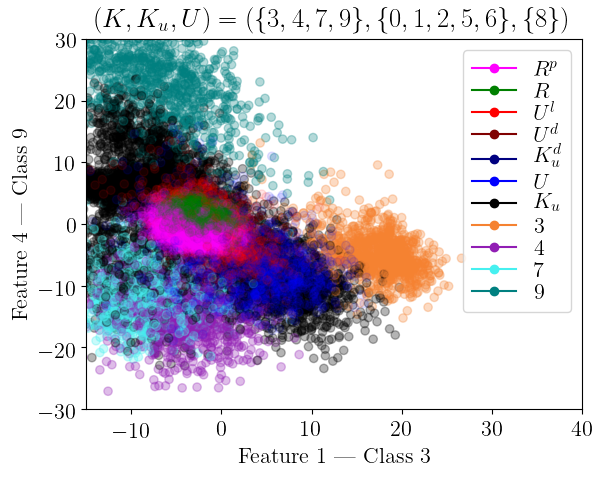 (K, K_u, U) = ({3, 4, 7, 9}, {0, 1, 2, 5, 6}, {8})
30
20
10
0
−10
−20
−30
Feature 4 — Class 9
−10
0
10
20
30
40
Feature 1 — Class 3
R^p
R
U^l
U^d
K_u^d
U
K_u
3
4
7
9